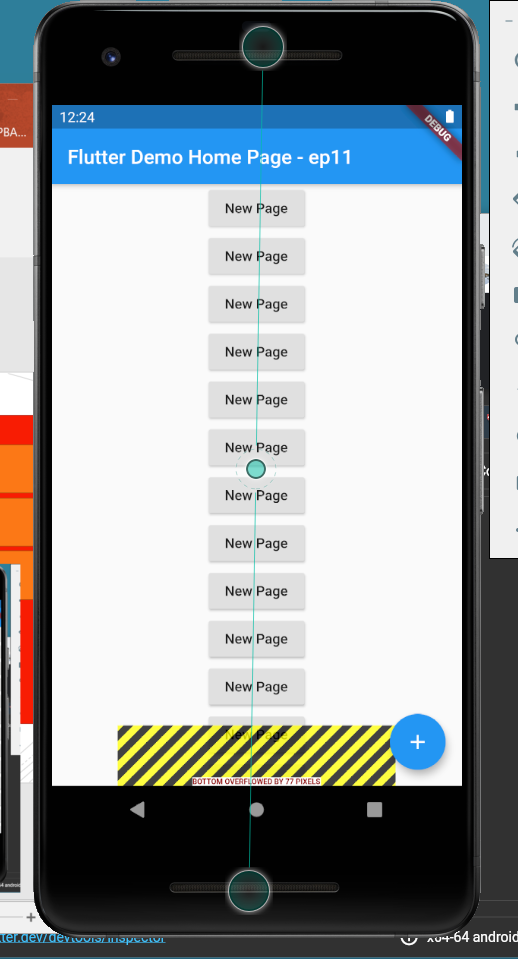 PBA...
12:24
DEBUG
Flutter Demo Home Page - ep11
New Page
New Page
New Page
New Page
New Page
New Page
New Page
New Page
New Page
New Page
New Page
New Page
+
BOTTOM OVERFLOWED BY 77 PIXELS
tter.dev/devtools/inspector
x64-64 android